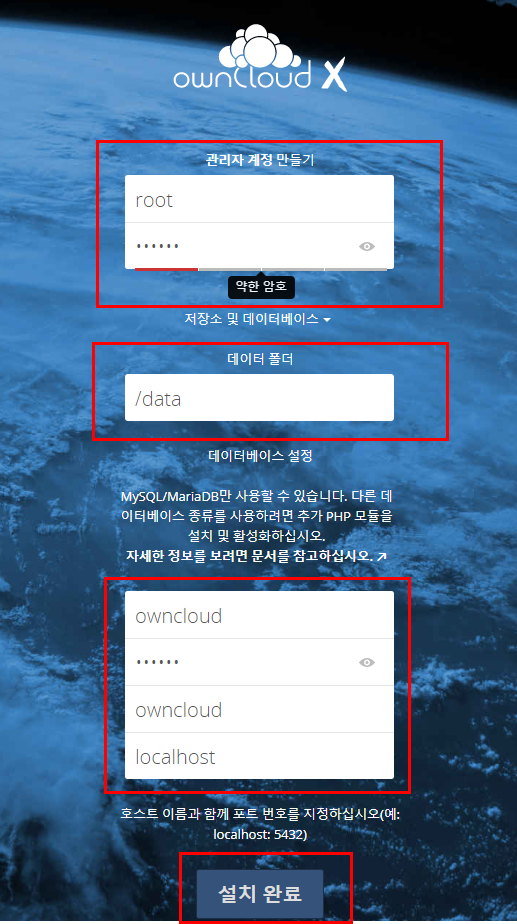 ownCloud X
관리자 계정 만들기
root
••••••
약한 암호
저장소 및 데이터베이스
데이터 폴더
/data
데이터베이스 설정
MySQL/MariaDB만 사용할 수 있습니다. 다른 데
이터베이스 종류를 사용하려면 추가 PHP 모듈을
설치 및 활성화하십시오.
자세한 정보를 보려면 문서를 참고하십시오. ↗
owncloud
••••••
owncloud
localhost
호스트 이름과 함께 포트 번호를 지정하십시오(예:
localhost: 5432)
설치 완료